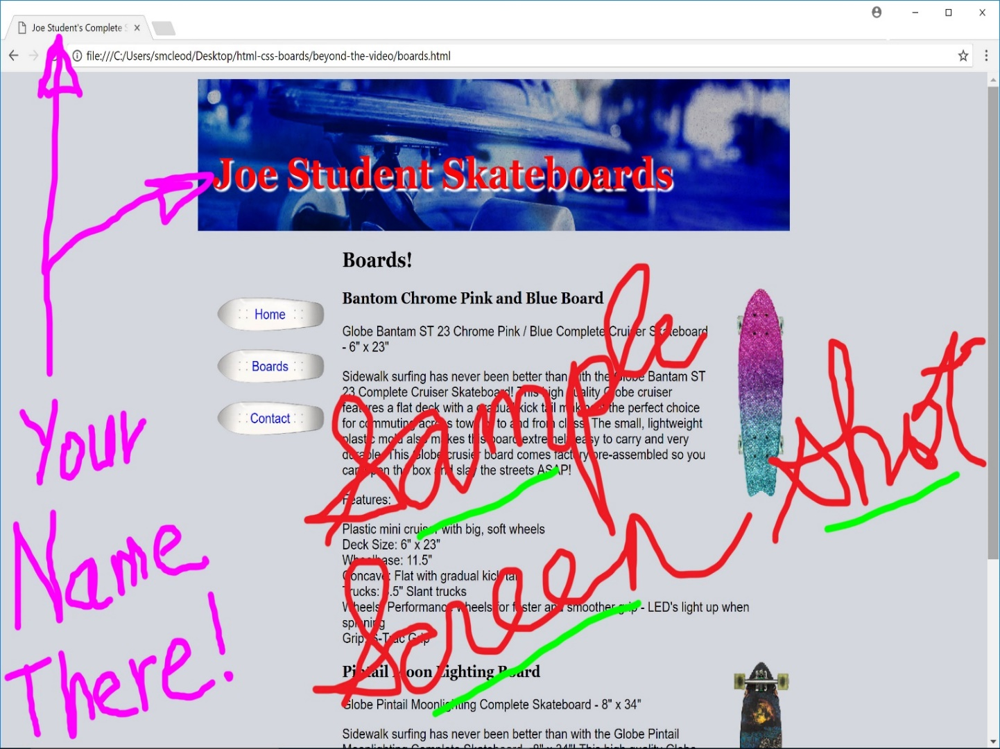 Joe Student's Complete
file:///C:/Users/smcleod/Desktop/html-css-boards/beyond-the-video/boards.html
Joe Student Skateboards
Boards!
Home
Boards
Contact
Bantom Chrome Pink and Blue Board
Globe Bantam ST 23 Chrome Pink / Blue Complete Cruiser Skateboard
- 6" x 23"
Sidewalk surfing has never been better than with the Globe Bantam ST
23 Complete Cruiser Skateboard! This high quality Globe cruiser
features a flat deck with a gradual kick tail making it the perfect choice
for commuting across town or to and from class. The small, lightweight
plastic mold also makes this board extremely easy to carry and very
durable. This Globe crusier board comes factory pre-assembled so you
can open the box and slay the streets ASAP!
Features:
Plastic mini cruiser with big, soft wheels
Deck Size: 6" x 23"
Wheelbase: 11.5"
Concave: Flat with gradual kick tail
Trucks: .5" Slant trucks
Wheels: Performance wheels for faster and smoother grip - LED's light up when
spinning
Grip: S-Trac Grip
Pintail Moon Lighting Board
Globe Pintail Moonlighting Complete Skateboard - 8" x 34"
Sidewalk surfing has never been better than with the Globe Pintail
Moonlighting Complete Skateboard - 8" x 34"! This high quality Globe
Your
Name
There!
Sample
Screen
Shot